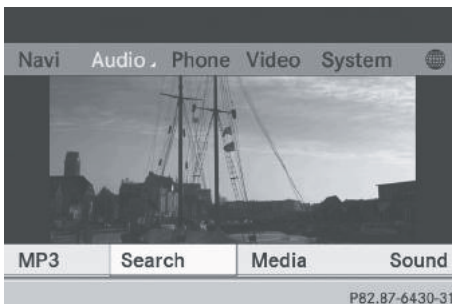 Navi Audio Phone Video System
MP3 Search Media Sound
P82.87-6430-31